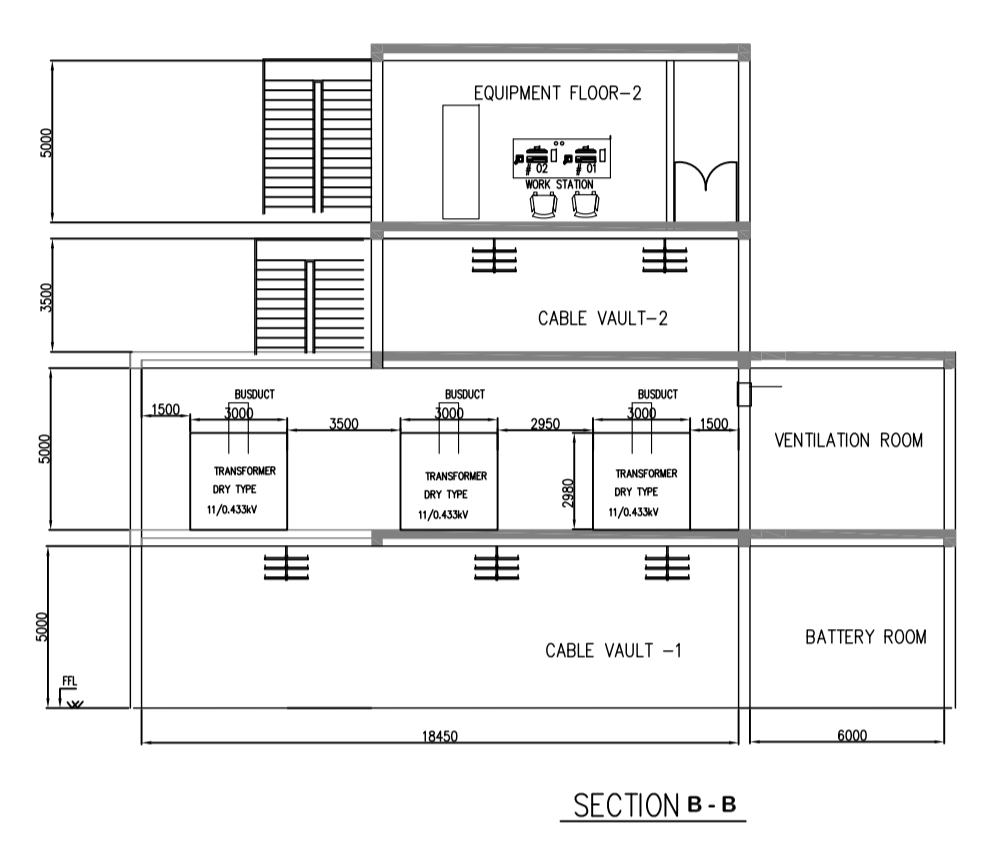 EQUIPMENT FLOOR-2
5000
02
01
WORK STATION
3500
CABLE VAULT-2
BUSDUCT
BUSDUCT
BUSDUCT
1500
3000
3500
3000
2950
3000
1500
5000
VENTILATION ROOM
TRANSFORMER
DRY TYPE
11/0.433kV
TRANSFORMER
DRY TYPE
11/0.433kV
2980
TRANSFORMER
DRY TYPE
11/0.433kV
5000
CABLE VAULT -1
BATTERY ROOM
FFL
18450
6000
SECTION B - B